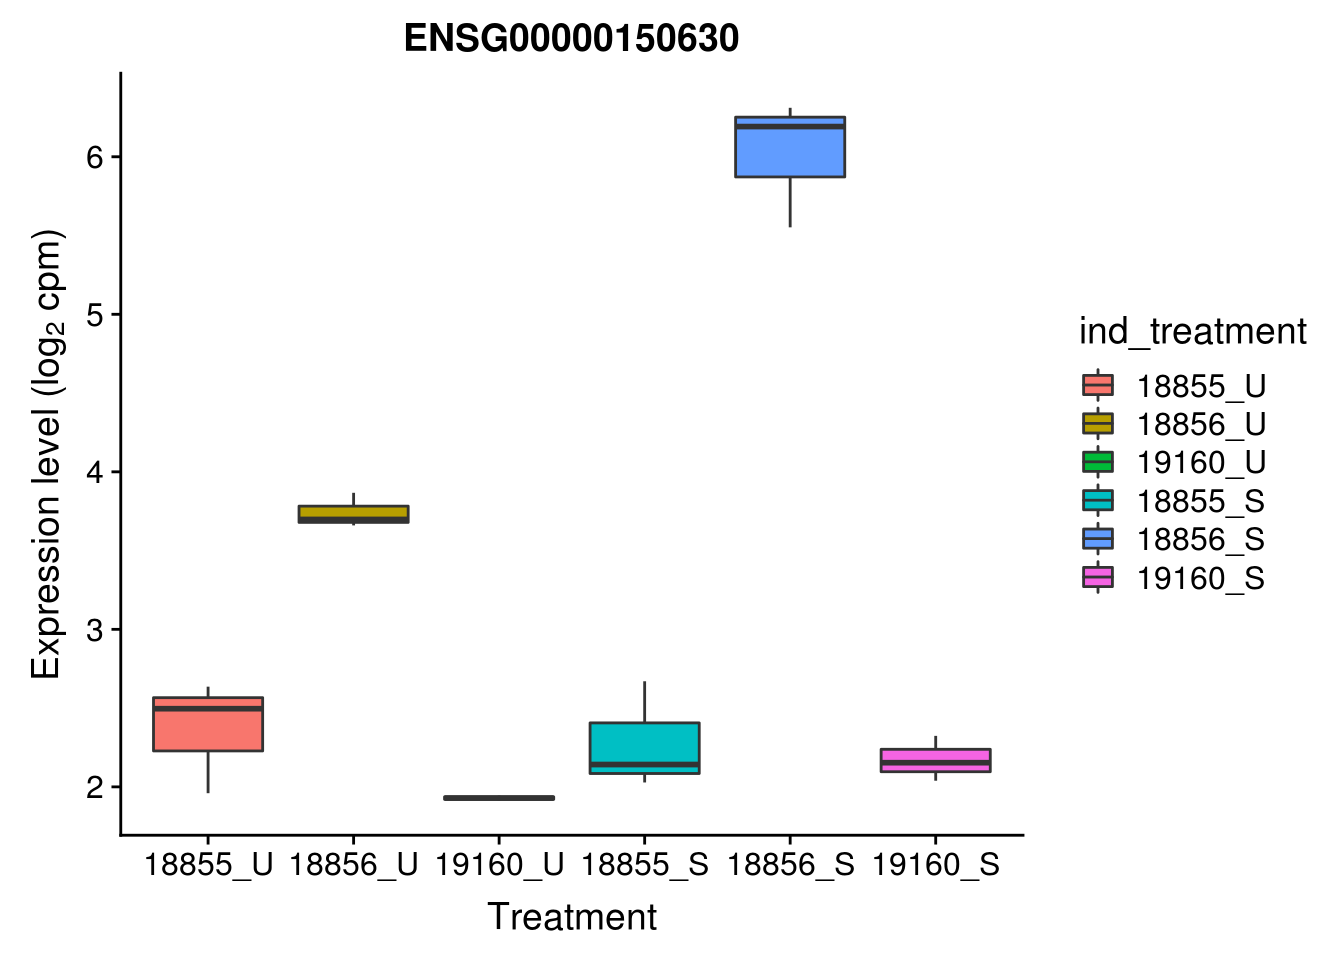 ENSG00000150630
Expression level (log₂ cpm)
6
5
4
3
2
18855_U 18856_U 19160_U 18855_S 18856_S 19160_S
Treatment
ind_treatment
18855_U
18856_U
19160_U
18855_S
18856_S
19160_S